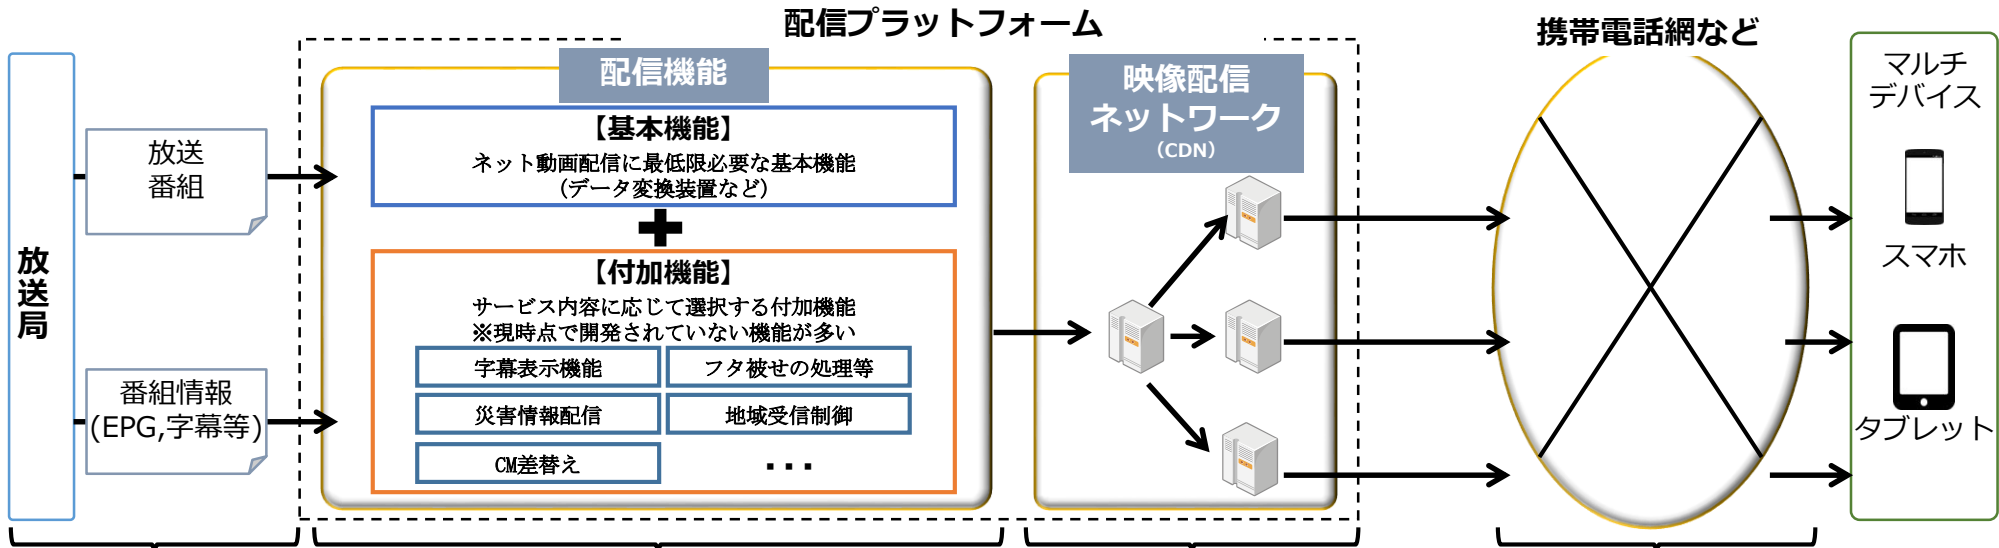 配信プラットフォーム
携帯電話網など
放送局
放送
番組
番組情報
(EPG,字幕等)
配信機能
【基本機能】
ネット動画配信に最低限必要な基本機能
(データ変換装置など)
【付加機能】
サービス内容に応じて選択する付加機能
※現時点で開発されていない機能が多い
字幕表示機能
フタ被せの処理等
災害情報配信
地域受信制御
CM差替え
・・・
映像配信
ネットワーク
(CDN)
マルチ
デバイス
スマホ
タブレット